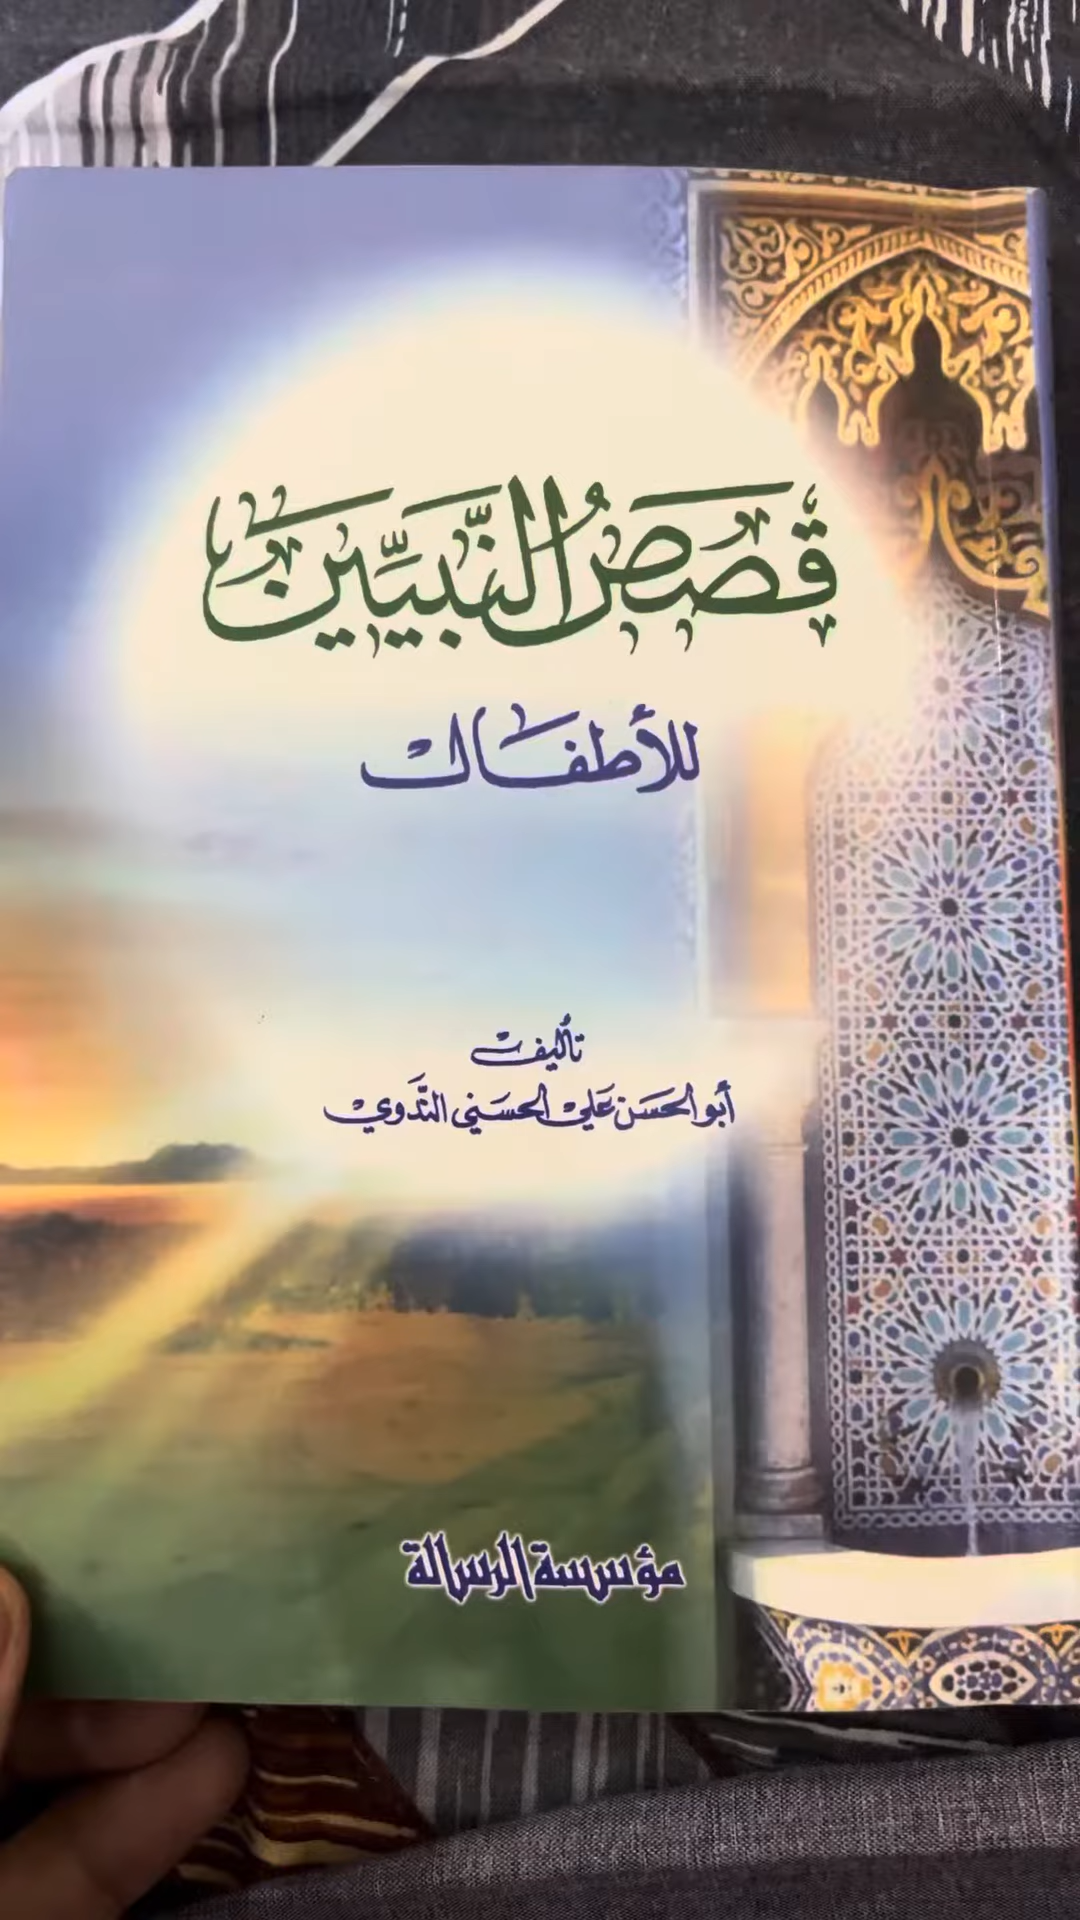 قصص النبيين
للأطفال
تأليف
أبو الحسن علي الحسني الندوي
مؤسسة الرسالة